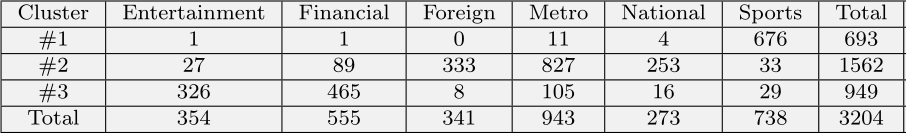 Cluster Entertainment Financial Foreign Metro National Sports Total
#1 1 1 0 11 4 676 693
#2 27 89 333 827 253 33 1562
#3 326 465 8 105 16 29 949
Total 354 555 341 943 273 738 3204